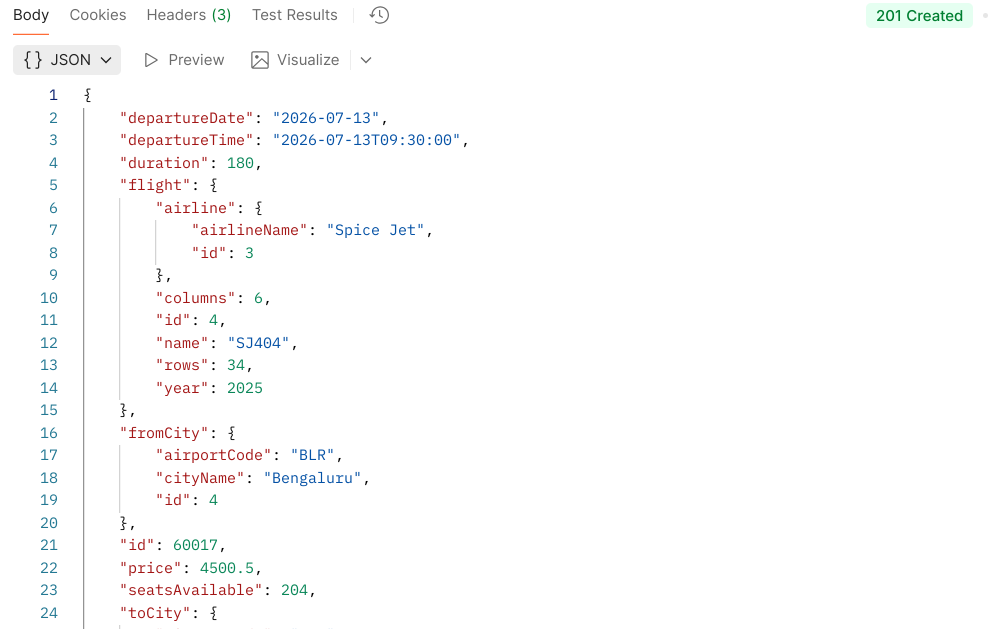 Body Cookies Headers (3) Test Results 201 Created
{} JSON Preview Visualize
1 {
2 "departureDate": "2026-07-13",
3 "departureTime": "2026-07-13T09:30:00",
4 "duration": 180,
5 "flight": {
6 "airline": {
7 "airlineName": "Spice Jet",
8 "id": 3
9 },
10 "columns": 6,
11 "id": 4,
12 "name": "SJ404",
13 "rows": 34,
14 "year": 2025
15 },
16 "fromCity": {
17 "airportCode": "BLR",
18 "cityName": "Bengaluru",
19 "id": 4
20 },
21 "id": 60017,
22 "price": 4500.5,
23 "seatsAvailable": 204,
24 "toCity": {